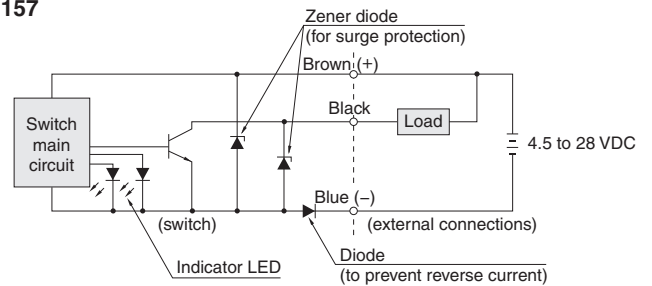 157
Zener diode
(for surge protection)
Brown (+)
Black
Load
Switch
main
circuit
4.5 to 28 VDC
Blue (−)
(switch)
(external connections)
Indicator LED
Diode
(to prevent reverse current)